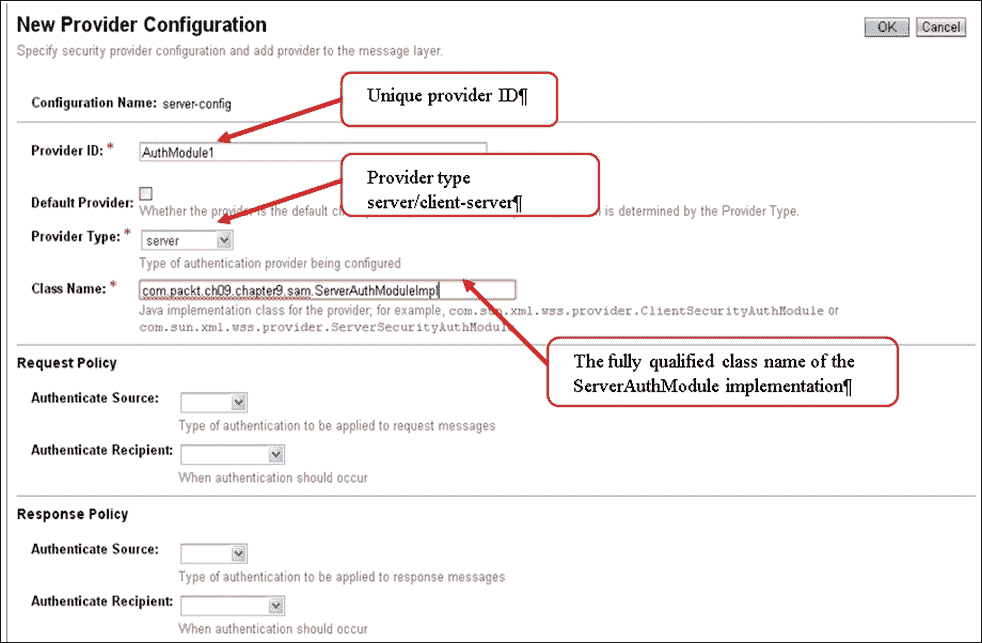 New Provider Configuration
OK Cancel
Specify security provider configuration and add provider to the message layer.
Unique provider ID¶
Configuration Name: server-config
Provider ID: * AuthModule1
Provider type
server/client-server¶
Default Provider:
Whether the provider is the default n is determined by the Provider Type.
Provider Type: * server
Type of authentication provider being configured
Class Name: * com.packt.ch09.chapter9.sam.ServerAuthModuleImpl
Java implementation class for the provider; for example, com.sun.xml.wss.provider.ClientSecurityAuthModule or
com.sun.xml.wss.provider.ServerSecurityAuthModule
The fully qualified class name of the
ServerAuthModule implementation¶
Request Policy
Authenticate Source:
Type of authentication to be applied to request messages
Authenticate Recipient:
When authentication should occur
Response Policy
Authenticate Source:
Type of authentication to be applied to response messages
Authenticate Recipient:
When authentication should occur